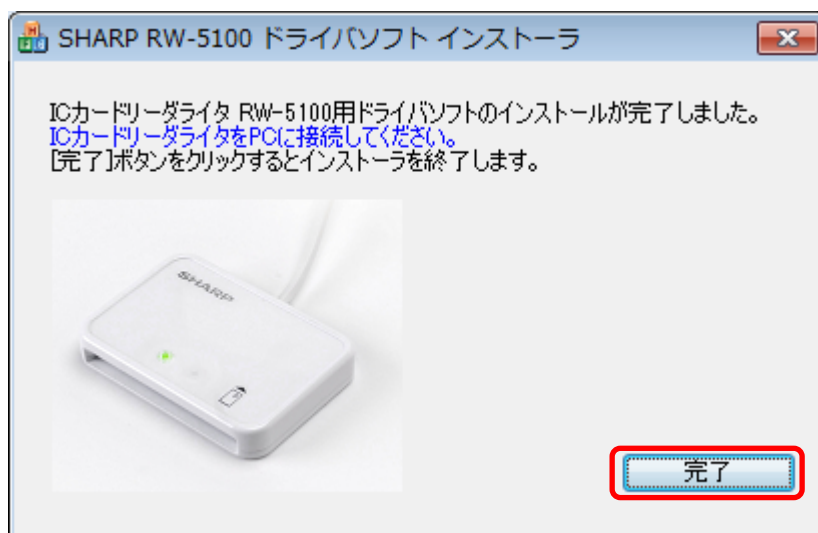 SHARP RW-5100 ドライバソフト インストーラ
ICカードリーダライタ RW-5100用ドライバソフトのインストールが完了しました。
ICカードリーダライタをPCに接続してください。
[完了]ボタンをクリックするとインストーラを終了します。
SHARP
完了